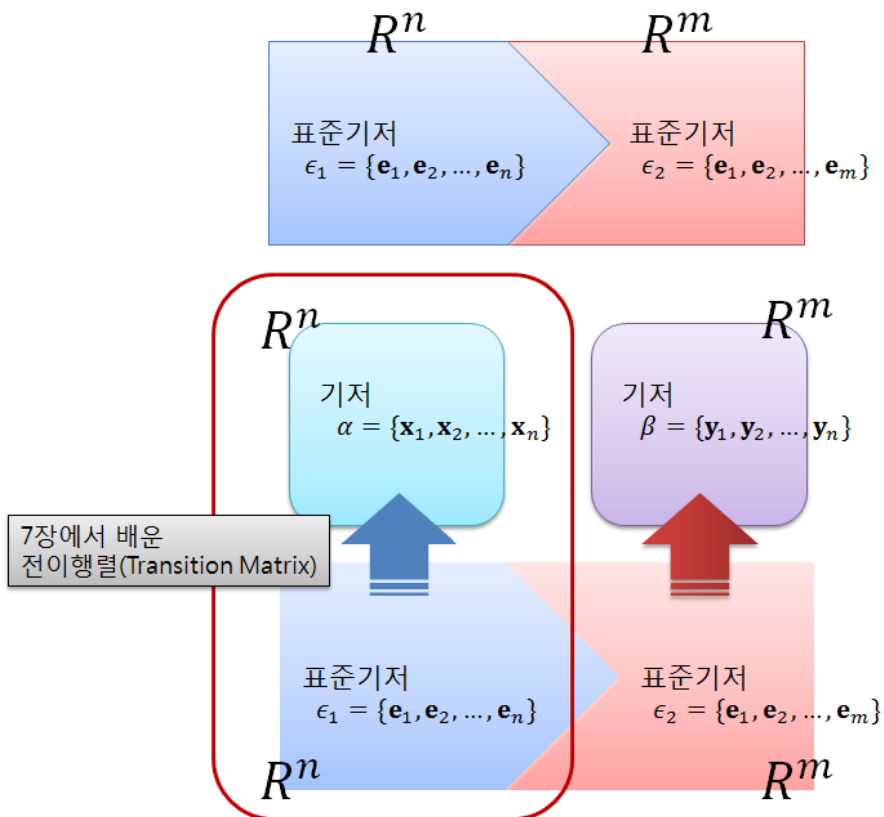 R^n R^m
표준기저 표준기저
ϵ₁ = {e₁, e₂, …, eₙ} ϵ₂ = {e₁, e₂, …, eₘ}
R^n R^m
기저 기저
α = {x₁, x₂, …, xₙ} β = {y₁, y₂, …, yₙ}
7장에서 배운
전이행렬(Transition Matrix)
표준기저 표준기저
ϵ₁ = {e₁, e₂, …, eₙ} ϵ₂ = {e₁, e₂, …, eₘ}
R^n R^m